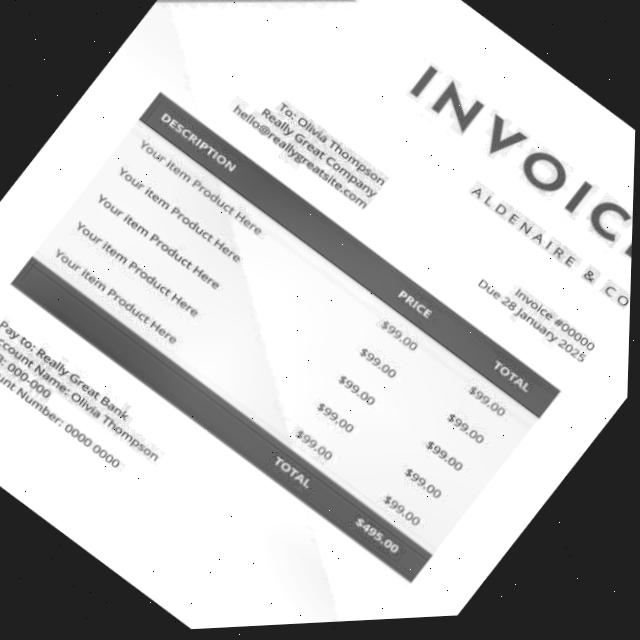 INVOIC
ALDENAIRE & CO
To: Olivia Thompson
Really Great Company
hello@reallygreatsite.com
Invoice #00000
Due 28 January 2025
DESCRIPTION PRICE TOTAL
Your Item Product Here $99.00 $99.00
Your Item Product Here $99.00 $99.00
Your Item Product Here $99.00 $99.00
Your Item Product Here $99.00 $99.00
Your Item Product Here $99.00 $99.00
TOTAL $495.00
Pay to: Really Great Bank
ccount Name: Olivia Thompson
: 000-000
unt Number: 0000 0000